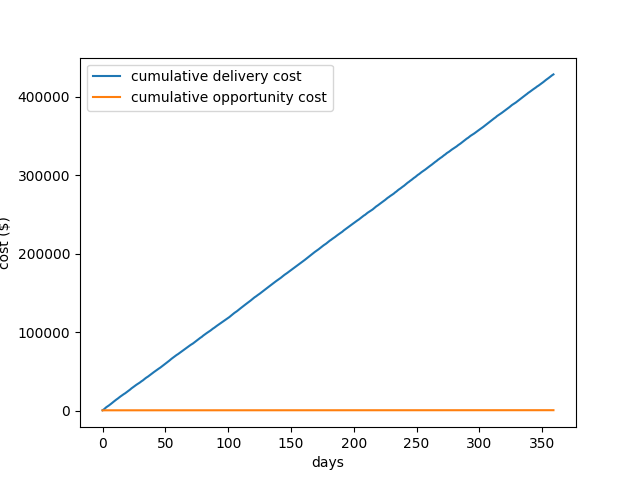 cumulative delivery cost
cumulative opportunity cost
400000
300000
200000
100000
0
cost ($)
0 50 100 150 200 250 300 350
days